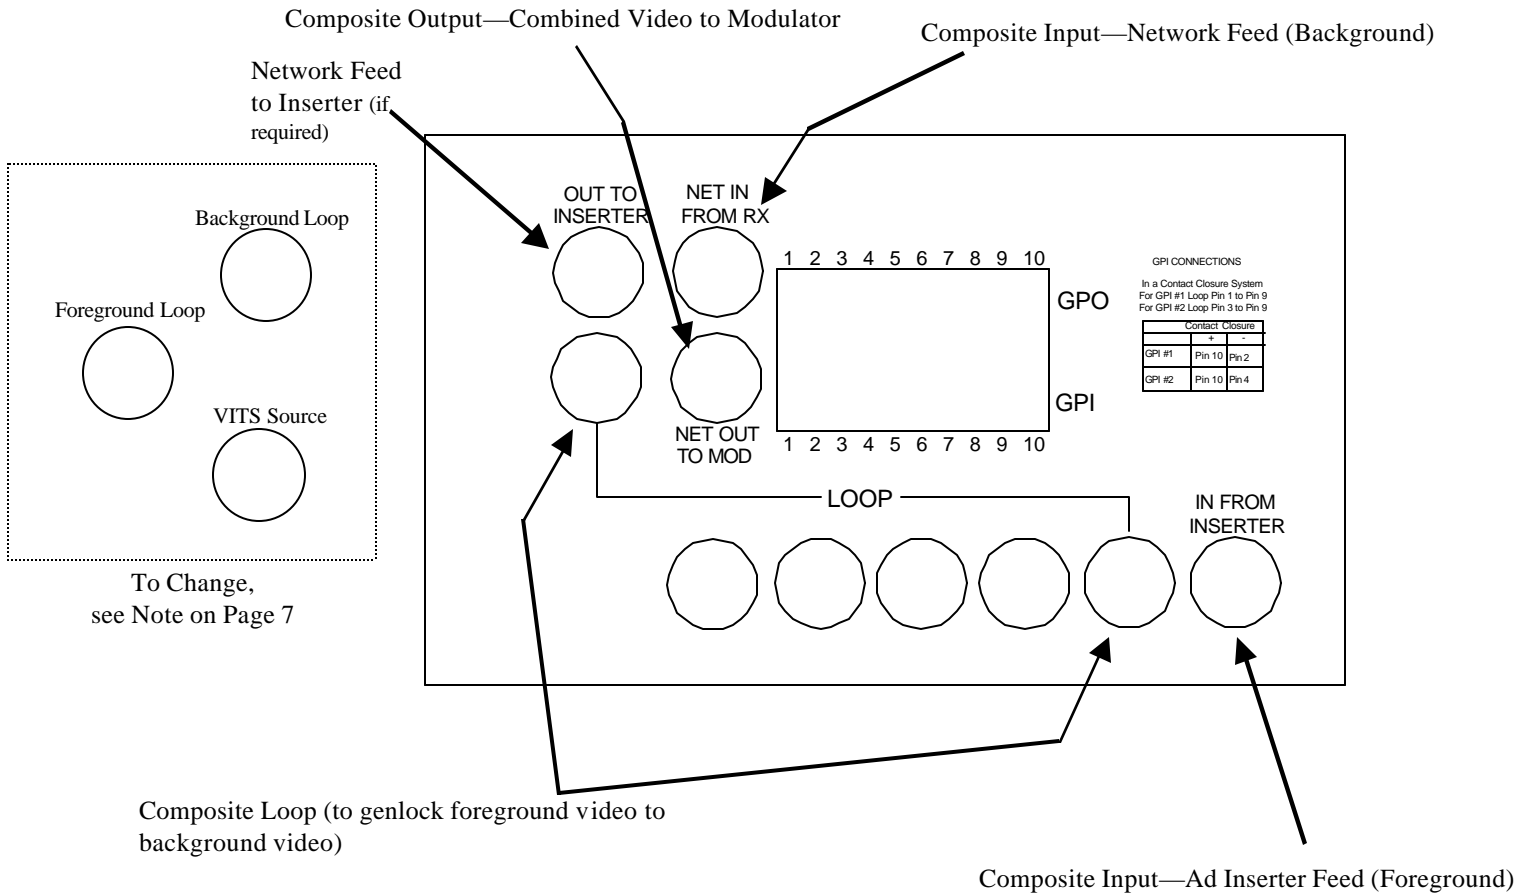 Composite Output—Combined Video to Modulator
Composite Input—Network Feed (Background)
Network Feed
to Inserter (if
required)
Background Loop
Foreground Loop
VITS Source
To Change,
see Note on Page 7
OUT TO
INSERTER
NET IN
FROM RX
1 2 3 4 5 6 7 8 9 10
GPO
GPI
1 2 3 4 5 6 7 8 9 10
NET OUT
TO MOD
GPI CONNECTIONS
In a Contact Closure System
For GPI #1 Loop Pin 1 to Pin 9
For GPI #2 Loop Pin 3 to Pin 9
Contact Closure
+ -
GPI #1 Pin 10 Pin 2
GPI #2 Pin 10 Pin 4
LOOP
IN FROM
INSERTER
Composite Loop (to genlock foreground video to
background video)
Composite Input—Ad Inserter Feed (Foreground)